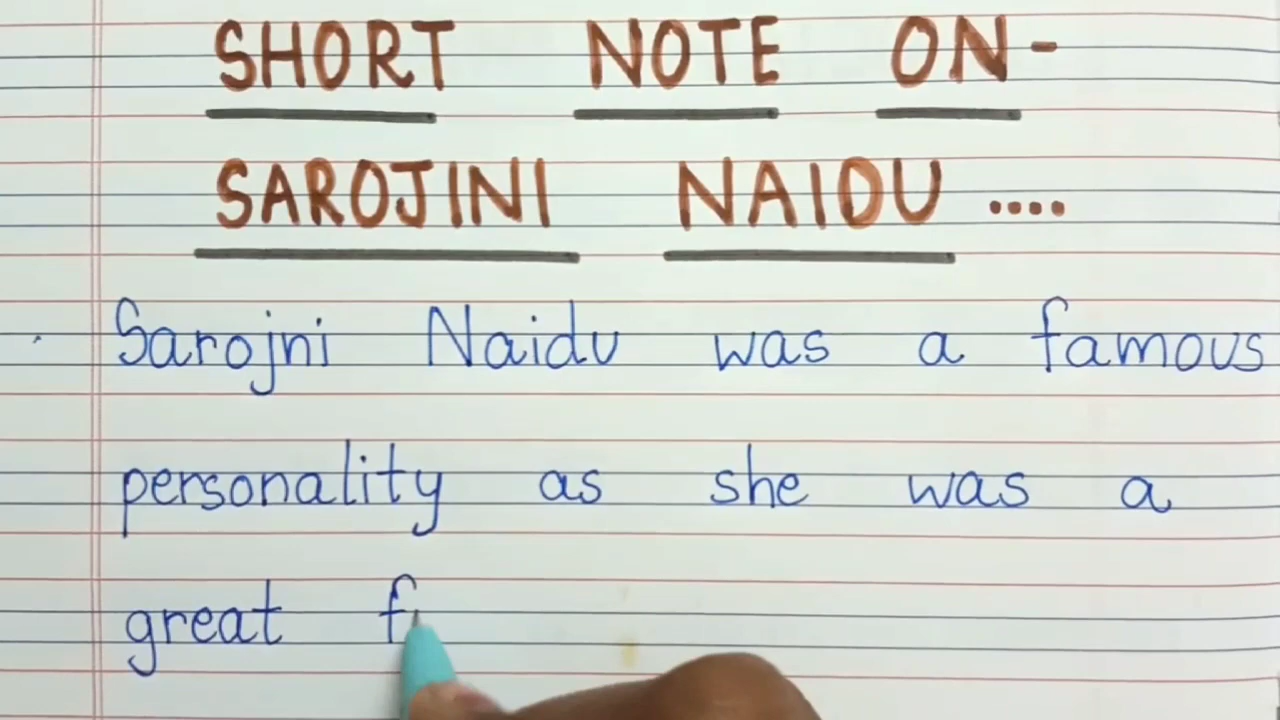 SHORT NOTE ON-
SAROJINI NAIDU ....
Sarojni Naidu was a famous
personality as she was a
great f